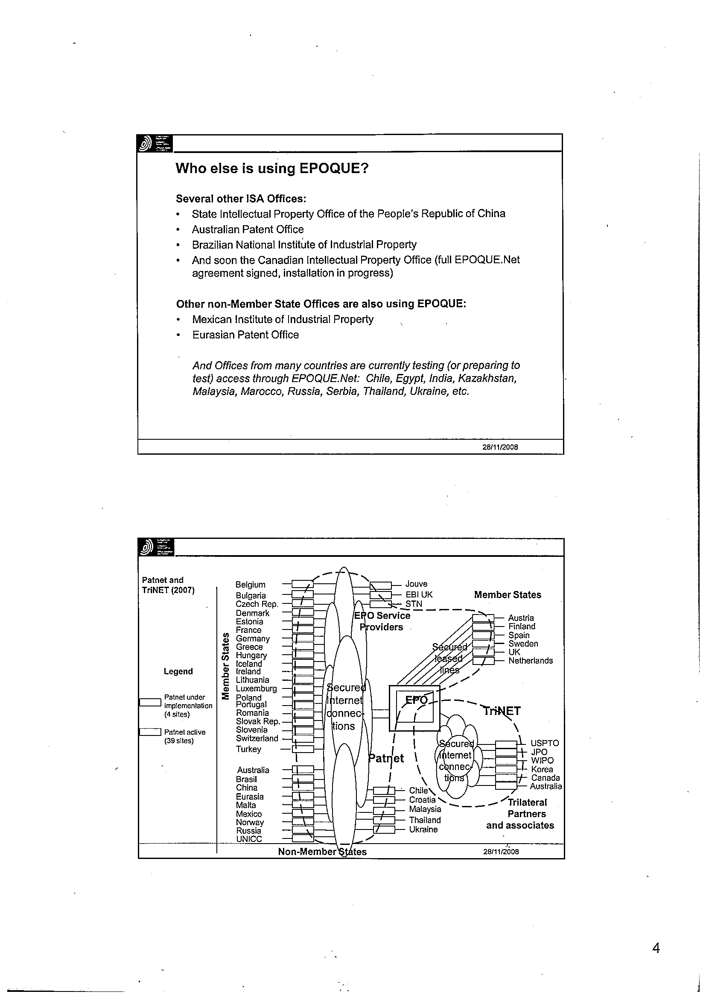 Who else is using EPOQUE?
Several other ISA Offices:
• State Intellectual Property Office of the People's Republic of China
• Australian Patent Office
• Brazilian National Institute of Industrial Property
• And soon the Canadian Intellectual Property Office (full EPOQUE.Net
agreement signed, installation in progress)
Other non-Member State Offices are also using EPOQUE:
• Mexican Institute of Industrial Property
• Eurasian Patent Office
And Offices from many countries are currently testing (or preparing to
test) access through EPOQUE.Net: Chile, Egypt, India, Kazakhstan,
Malaysia, Marocco, Russia, Serbia, Thailand, Ukraine, etc.
28/11/2008
Patnet and
TriNET (2007)
Legend
Patnet under
implementation
(4 sites)
Patnet active
(39 sites)
Member States
Belgium
Bulgaria
Czech Rep.
Denmark
Estonia
France
Germany
Greece
Hungary
Iceland
Ireland
Lithuania
Luxemburg
Poland
Portugal
Romania
Slovak Rep.
Slovenia
Switzerland
Turkey
Australia
Brasil
China
Eurasia
Malta
Mexico
Norway
Russia
UNICC
Non-Member States
Secured
Internet
connec-
tions
Jouve
EBI UK
STN
EPO Service
Providers
Member States
Austria
Finland
Spain
Sweden
UK
Netherlands
Secured
leased
lines
EPO
Patnet
Chile
Croatia
Malaysia
Thailand
Ukraine
TriNET
Secured
Internet
connec-
tions
USPTO
JPO
WIPO
Korea
Canada
Australia
Trilateral
Partners
and associates
28/11/2008
4